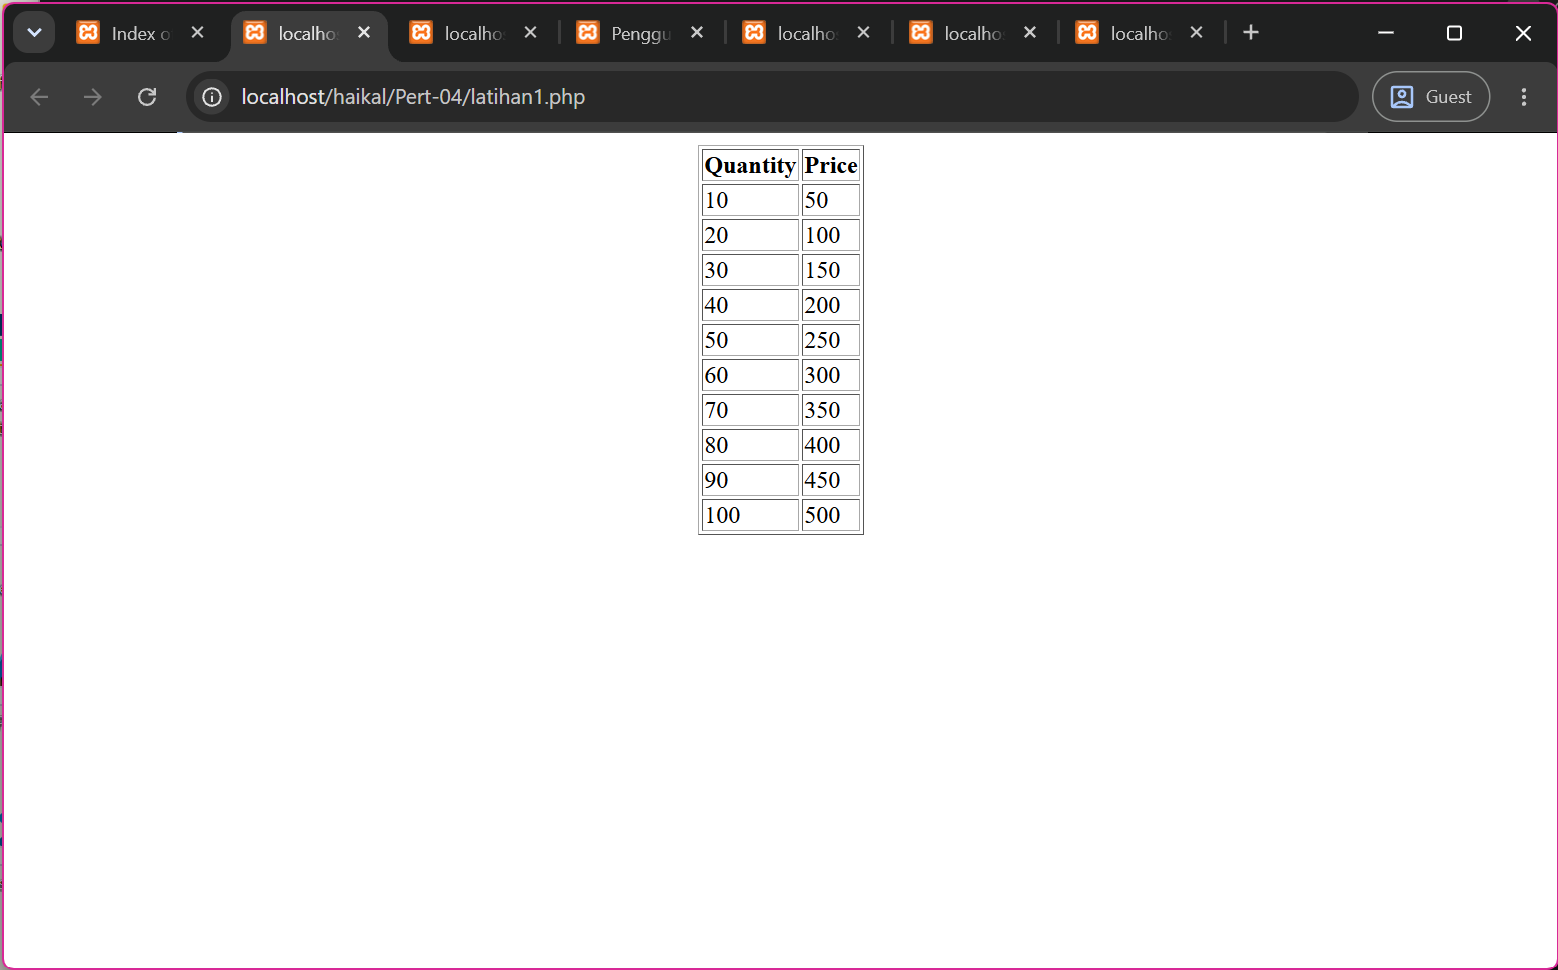 Index o
localho
localho
Penggu
localho
localho
localho
localhost/haikal/Pert-04/latihan1.php
Guest
Quantity Price
10 50
20 100
30 150
40 200
50 250
60 300
70 350
80 400
90 450
100 500